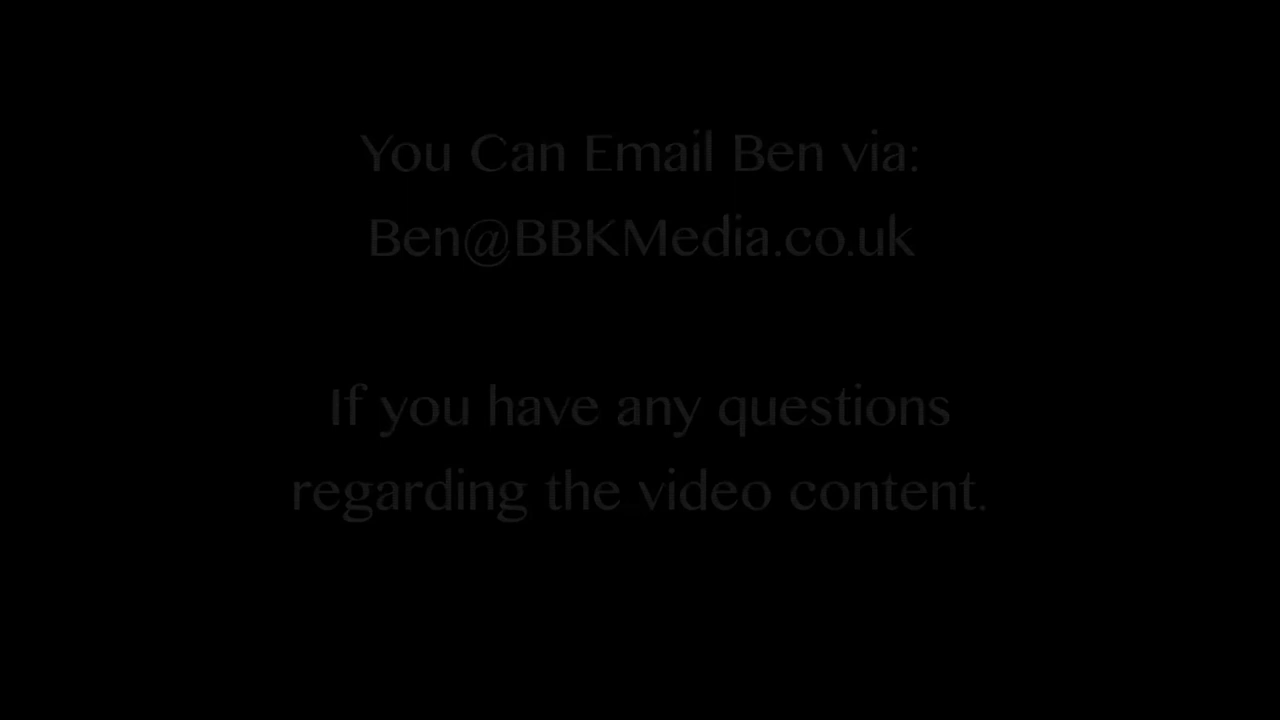 You Can Email Ben via:
Ben@BBKMedia.co.uk
If you have any questions
regarding the video content.